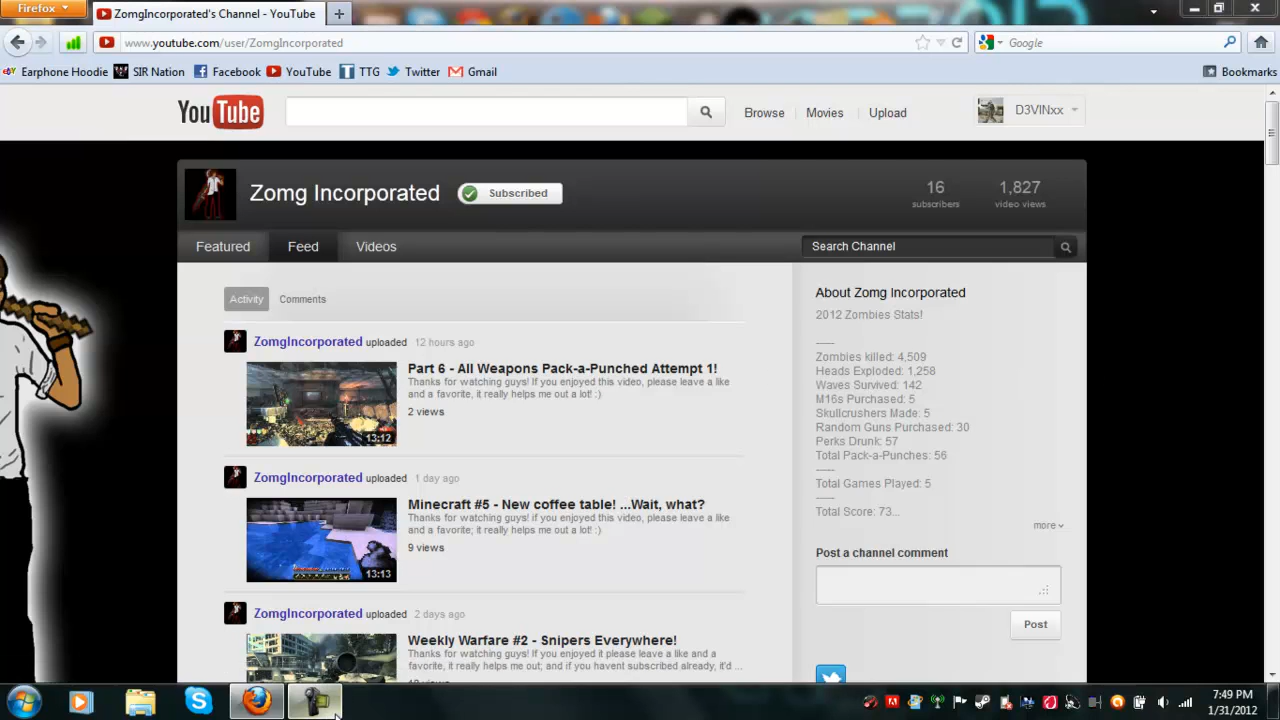 Firefox
ZomgIncorporated's Channel - YouTube
www.youtube.com/user/ZomgIncorporated
Google
Earphone Hoodie
SIR Nation
Facebook
YouTube
TTG
Twitter
Gmail
Bookmarks
YouTube
Browse
Movies
Upload
D3VINxx
Zomg Incorporated
Subscribed
16
subscribers
1,827
video views
Featured
Feed
Videos
Search Channel
Activity
Comments
ZomgIncorporated uploaded 12 hours ago
Part 6 - All Weapons Pack-a-Punched Attempt 1!
Thanks for watching guys! If you enjoyed this video, please leave a like
and a favorite, it really helps me out a lot! :)
2 views
13:12
ZomgIncorporated uploaded 1 day ago
Minecraft #5 - New coffee table! ...Wait, what?
Thanks for watching guys! if you enjoyed this video, please leave a like
and a favorite; it really helps me out a lot! :)
9 views
13:13
ZomgIncorporated uploaded 2 days ago
Weekly Warfare #2 - Snipers Everywhere!
Thanks for watching guys! If you enjoyed it please leave a like and a
favorite, it really helps me out; and if you havent subscribed already, it'd ...
About Zomg Incorporated
2012 Zombies Stats!
-----
Zombies killed: 4,509
Heads Exploded: 1,258
Waves Survived: 142
M16s Purchased: 5
Skullcrushers Made: 5
Random Guns Purchased: 30
Perks Drunk: 57
Total Pack-a-Punches: 56
-----
Total Games Played: 5
-----
Total Score: 73...
more
Post a channel comment
Post
7:49 PM
1/31/2012